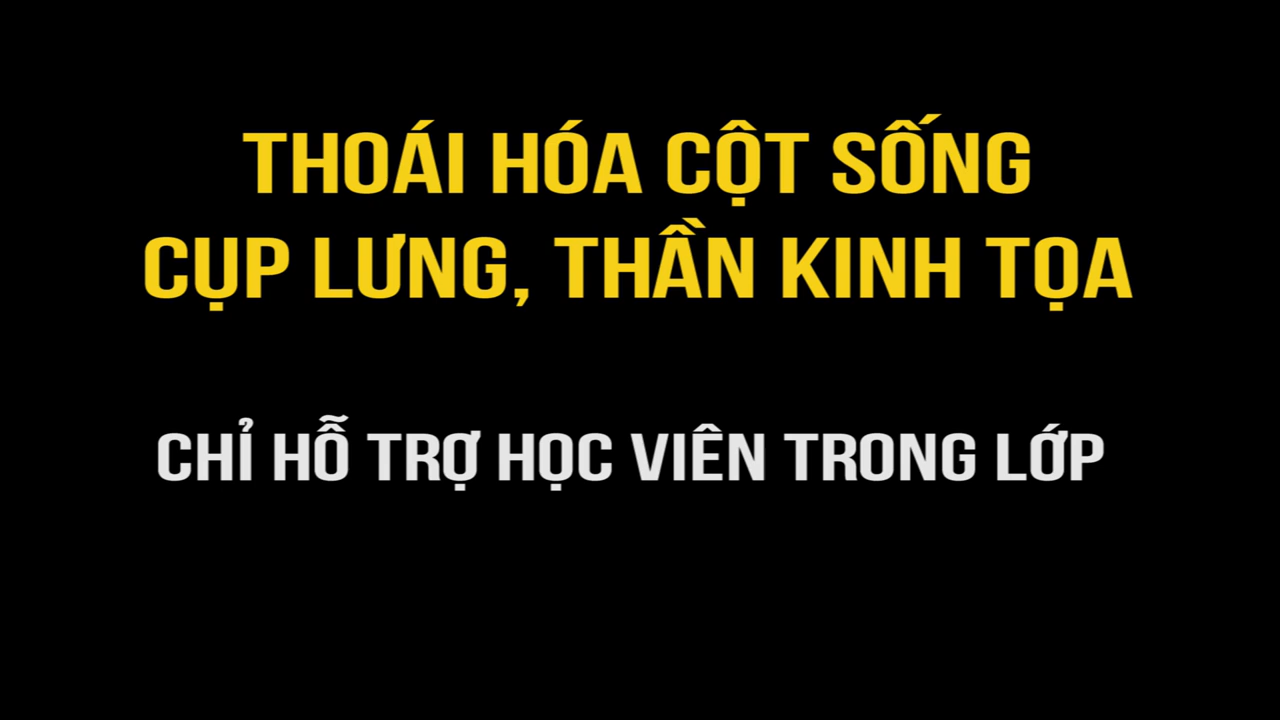 THOÁI HÓA CỘT SỐNG
CỤP LƯNG, THẦN KINH TỌA
CHỈ HỖ TRỢ HỌC VIÊN TRONG LỚP